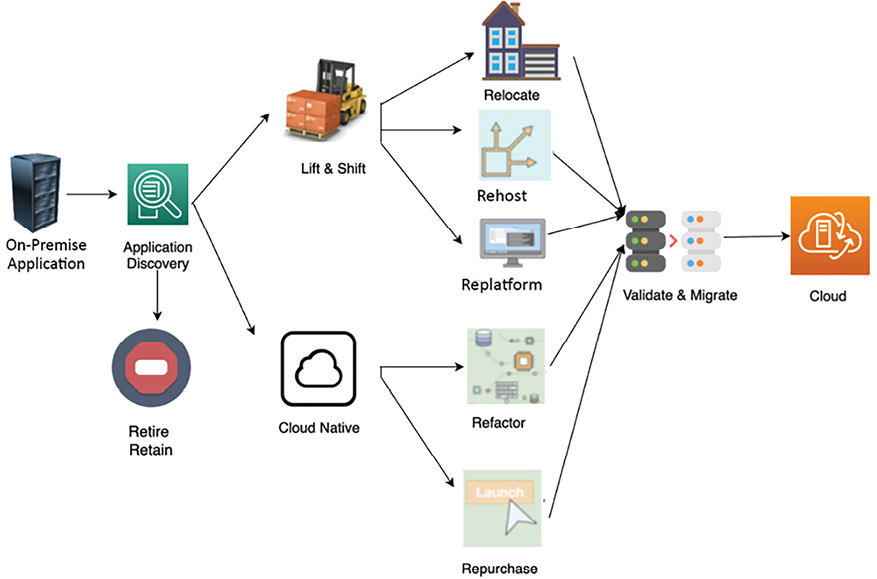 On-Premise
Application
Application
Discovery
Retire
Retain
Lift & Shift
Cloud Native
Relocate
Rehost
Replatform
Refactor
Launch
Repurchase
Validate & Migrate
Cloud